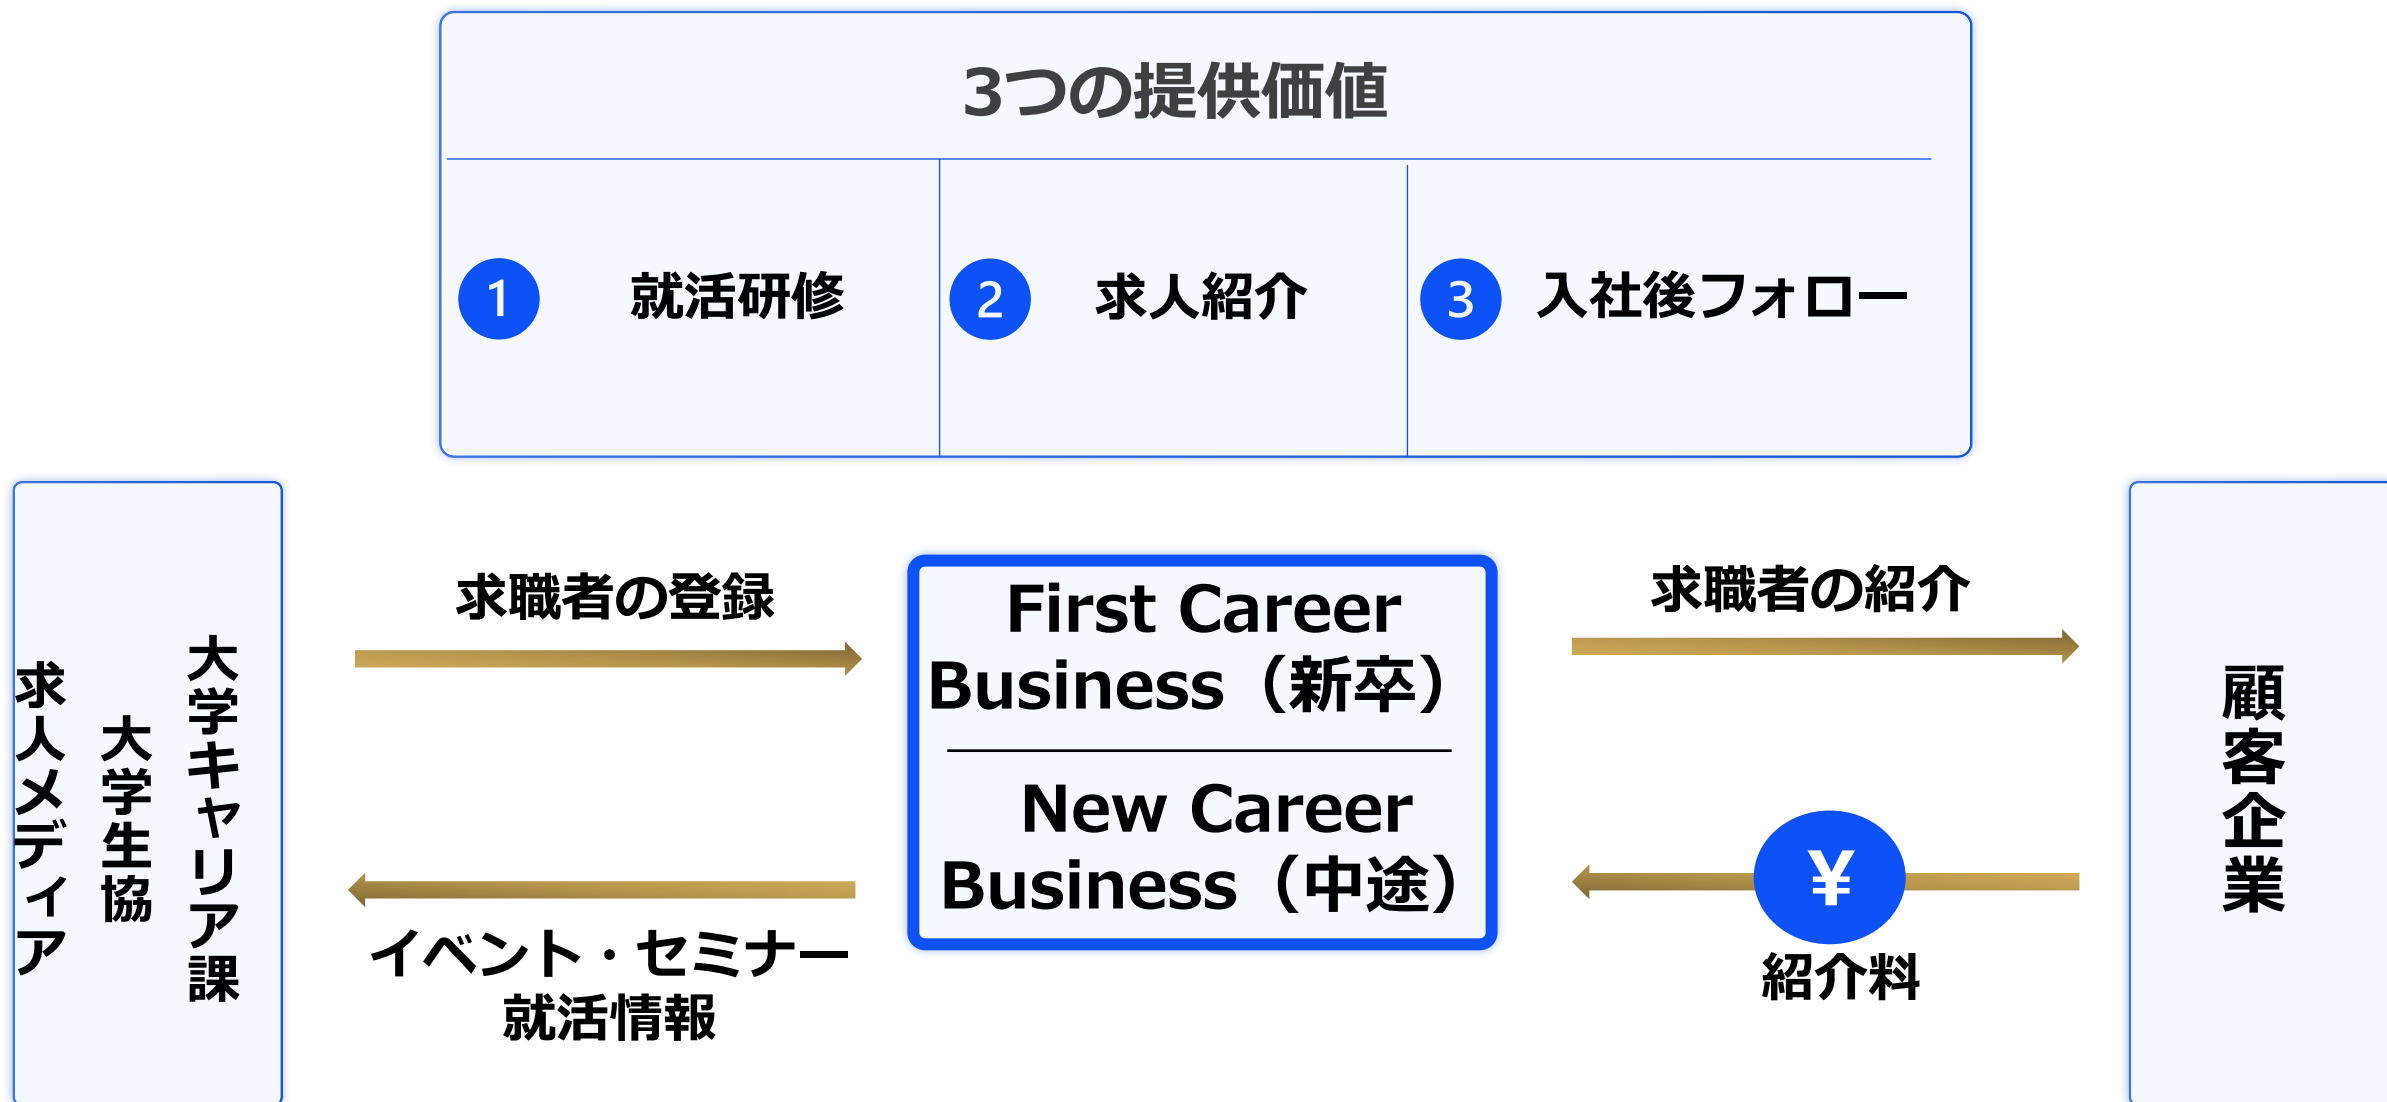 3つの提供価値
1
就活研修
2
求人紹介
3
入社後フォロー
大学キャリア課
大学生協
求人メディア
求職者の登録
イベント・セミナー
就活情報
First Career
Business（新卒）
New Career
Business（中途）
求職者の紹介
¥
紹介料
顧客企業